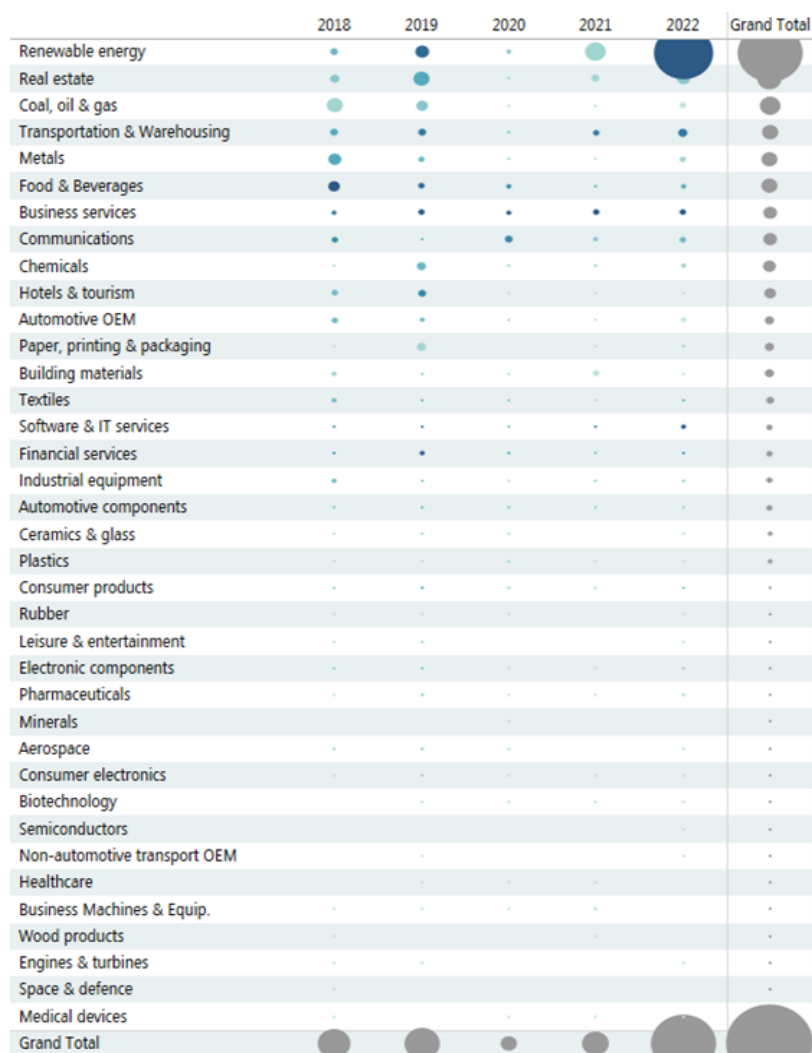 2018 2019 2020 2021 2022 Grand Total
Renewable energy
Real estate
Coal, oil & gas
Transportation & Warehousing
Metals
Food & Beverages
Business services
Communications
Chemicals
Hotels & tourism
Automotive OEM
Paper, printing & packaging
Building materials
Textiles
Software & IT services
Financial services
Industrial equipment
Automotive components
Ceramics & glass
Plastics
Consumer products
Rubber
Leisure & entertainment
Electronic components
Pharmaceuticals
Minerals
Aerospace
Consumer electronics
Biotechnology
Semiconductors
Non-automotive transport OEM
Healthcare
Business Machines & Equip.
Wood products
Engines & turbines
Space & defence
Medical devices
Grand Total